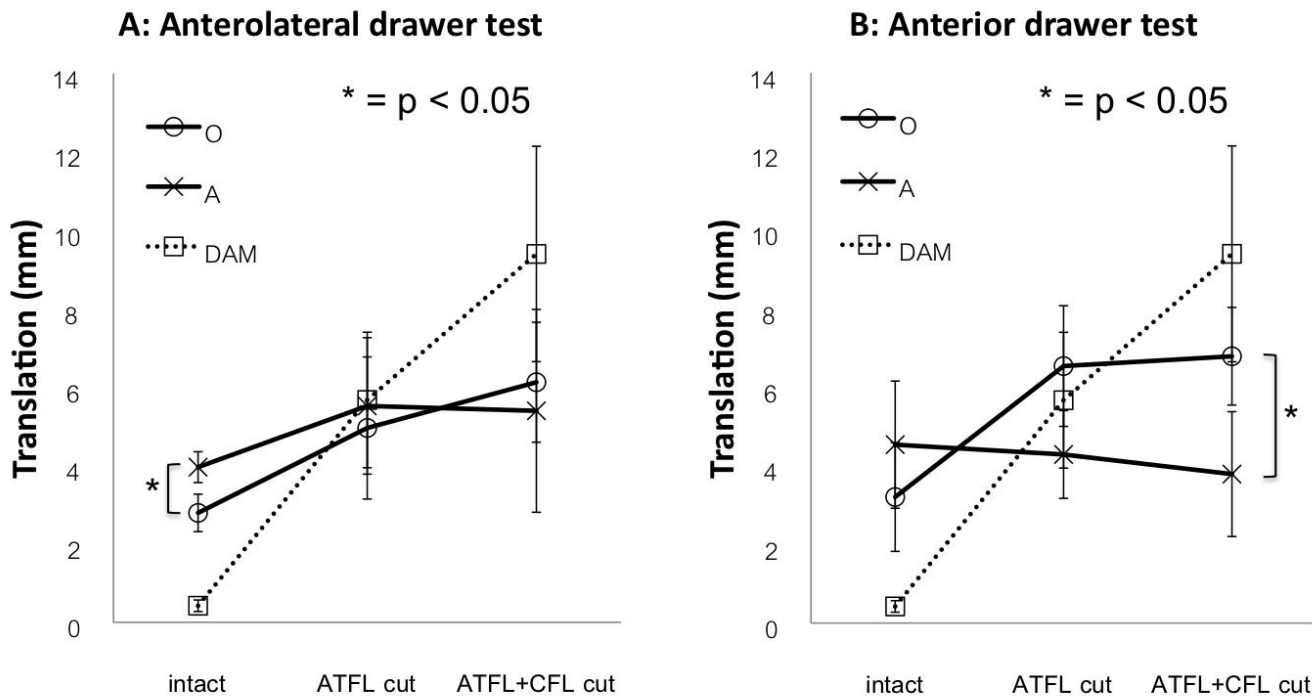 A: Anterolateral drawer test
* = p < 0.05
O
A
DAM
Translation (mm)
14
12
10
8
6
4
2
0
*
intact
ATFL cut
ATFL+CFL cut
B: Anterior drawer test
* = p < 0.05
O
A
DAM
Translation (mm)
14
12
10
8
6
4
2
0
*
intact
ATFL cut
ATFL+CFL cut